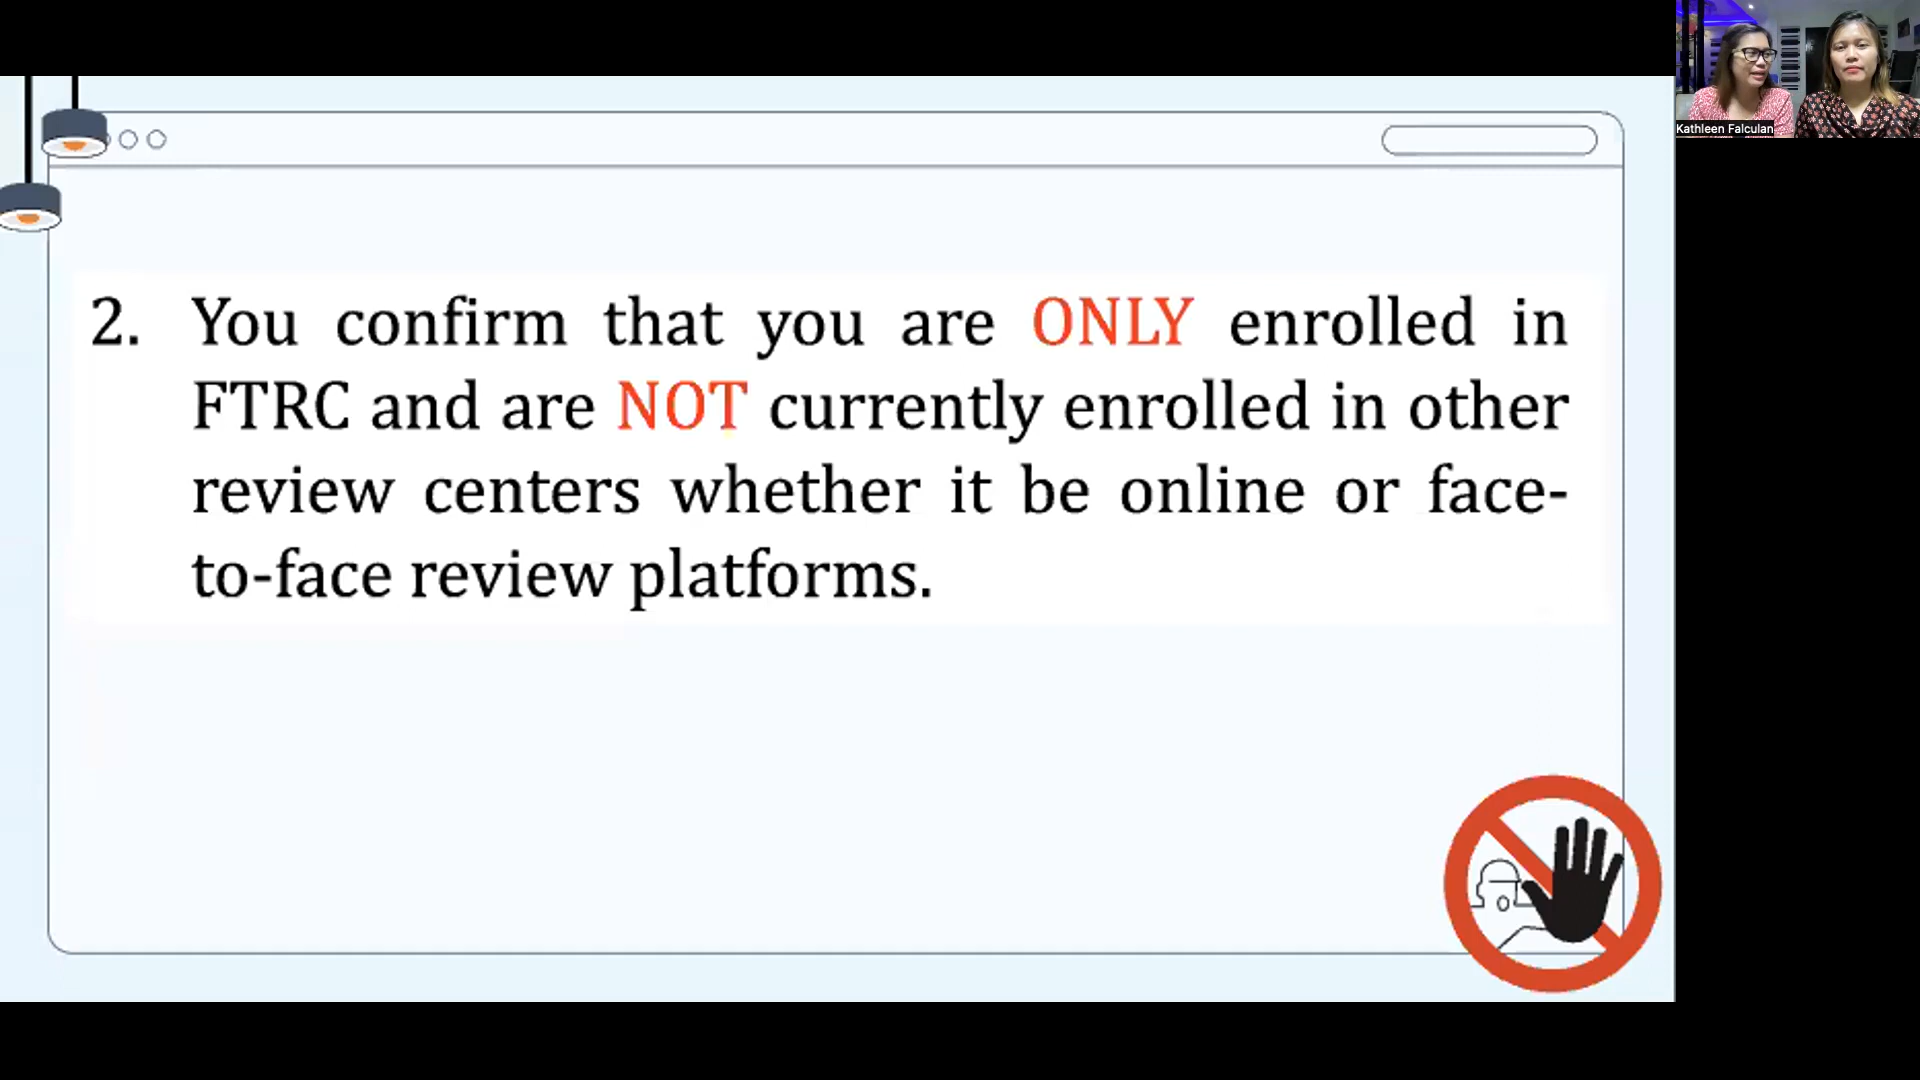 Kathleen Falculan
2. You confirm that you are ONLY enrolled in
FTRC and are NOT currently enrolled in other
review centers whether it be online or face-
to-face review platforms.